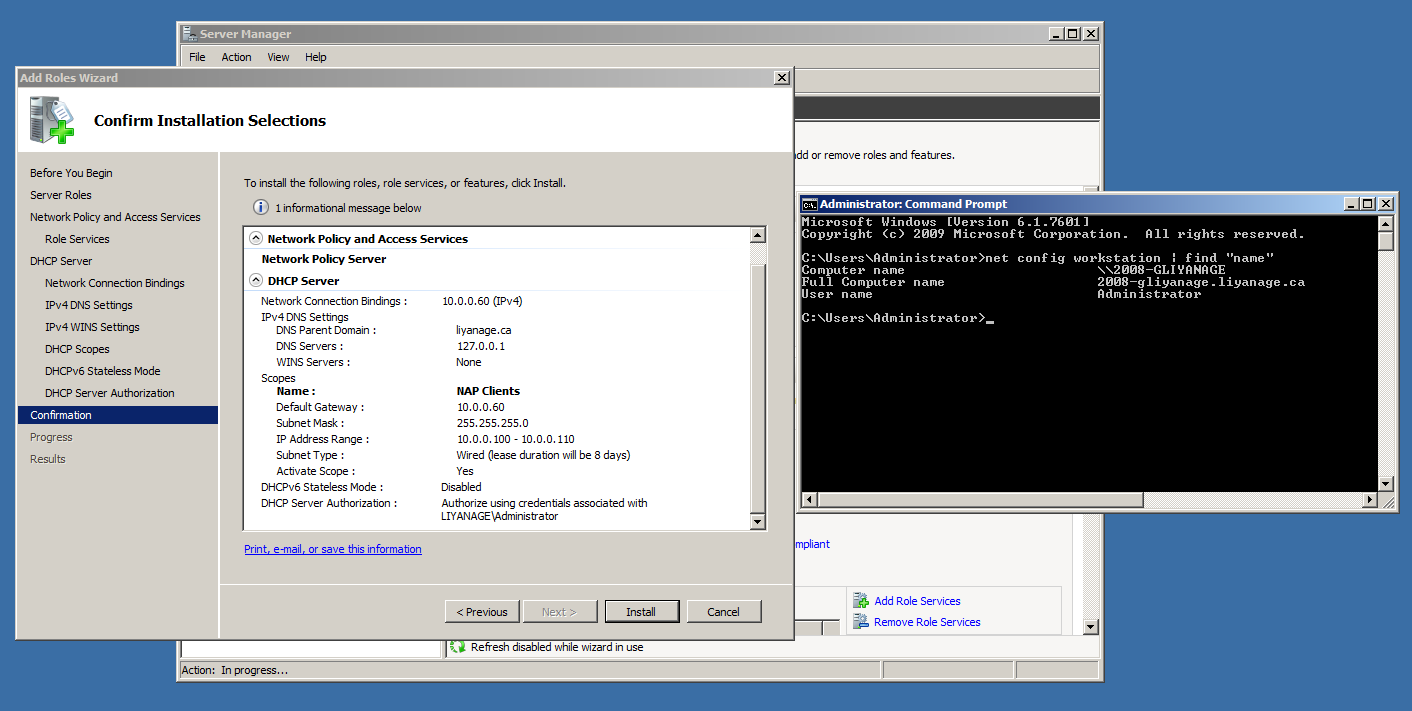 Server Manager
File Action View Help
Add Roles Wizard
Confirm Installation Selections
Before You Begin
Server Roles
Network Policy and Access Services
Role Services
DHCP Server
Network Connection Bindings
IPv4 DNS Settings
IPv4 WINS Settings
DHCP Scopes
DHCPv6 Stateless Mode
DHCP Server Authorization
Confirmation
Progress
Results
To install the following roles, role services, or features, click Install.
1 informational message below
Network Policy and Access Services
Network Policy Server
DHCP Server
Network Connection Bindings : 10.0.0.60 (IPv4)
IPv4 DNS Settings
DNS Parent Domain : liyanage.ca
DNS Servers : 127.0.0.1
WINS Servers : None
Scopes
Name : NAP Clients
Default Gateway : 10.0.0.60
Subnet Mask : 255.255.255.0
IP Address Range : 10.0.0.100 - 10.0.0.110
Subnet Type : Wired (lease duration will be 8 days)
Activate Scope : Yes
DHCPv6 Stateless Mode : Disabled
DHCP Server Authorization : Authorize using credentials associated with
LIYANAGE\Administrator
Print, e-mail, or save this information
< Previous Next > Install Cancel
dd or remove roles and features.
Administrator: Command Prompt
Microsoft Windows [Version 6.1.7601]
Copyright (c) 2009 Microsoft Corporation. All rights reserved.
C:\Users\Administrator>net config workstation | find "name"
Computer name \\2008-GLIYANAGE
Full Computer name 2008-gliyanage.liyanage.ca
User name Administrator
C:\Users\Administrator>_
mpliant
Add Role Services
Remove Role Services
Refresh disabled while wizard in use
Action: In progress...